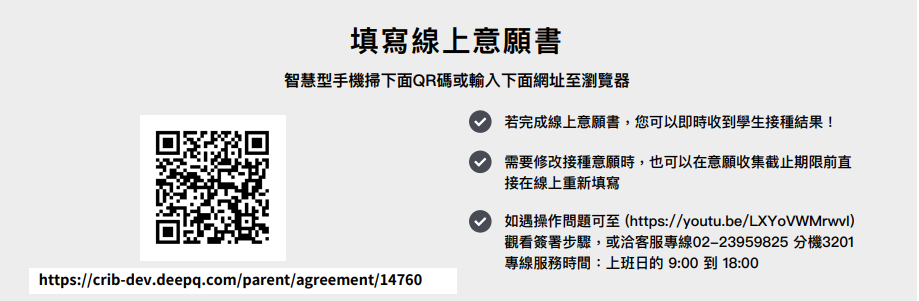 填寫線上意願書
智慧型手機掃下面QR碼或輸入下面網址至瀏覽器
若完成線上意願書，您可以即時收到學生接種結果！
需要修改接種意願時，也可以在意願收集截止期限前直
接在線上重新填寫
如遇操作問題可至 (https://youtu.be/LXYoVWMrwvI)
觀看簽署步驟，或洽客服專線02-23959825 分機3201
專線服務時間：上班日的 9:00 到 18:00
https://crib-dev.deepq.com/parent/agreement/14760